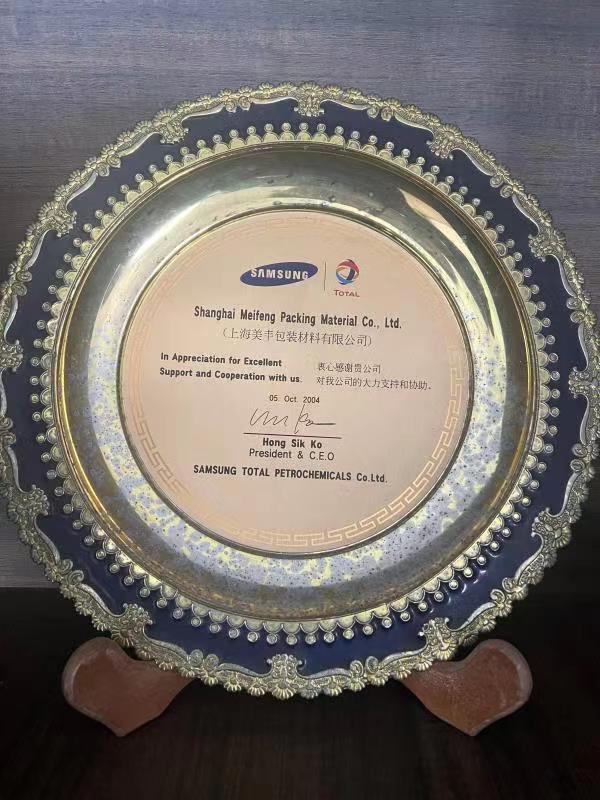 SAMSUNG
TOTAL
Shanghai Meifeng Packing Material Co., Ltd.
(上海美丰包装材料有限公司)
In Appreciation for Excellent
Support and Cooperation with us.
衷心感谢贵公司
对我公司的大力支持和协助。
05. Oct. 2004
Hong Sik Ko
President & C.E.O
SAMSUNG TOTAL PETROCHEMICALS Co.Ltd.